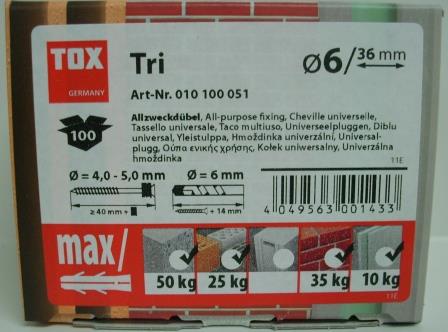 TOX
GERMANY
Tri
ø6/36 mm
Art-Nr. 010 100 051
100
Allzweckdübel, All-purpose fixing, Cheville universelle,
Tassello universale, Taco multiuso, Universeelpluggen, Diblu
universal, Yleistulppa, Hmoždinka univerzální, Universal-
plugg, Ούπα ενικής χρήσης, Kołek uniwersalny, Univerzálna
hmoždinka
11E
Ø = 4,0 - 5,0 mm
Ø = 6 mm
≥ 40 mm +
+ 14 mm
4 049563 001433
max/
50 kg
25 kg
35 kg
10 kg
11E